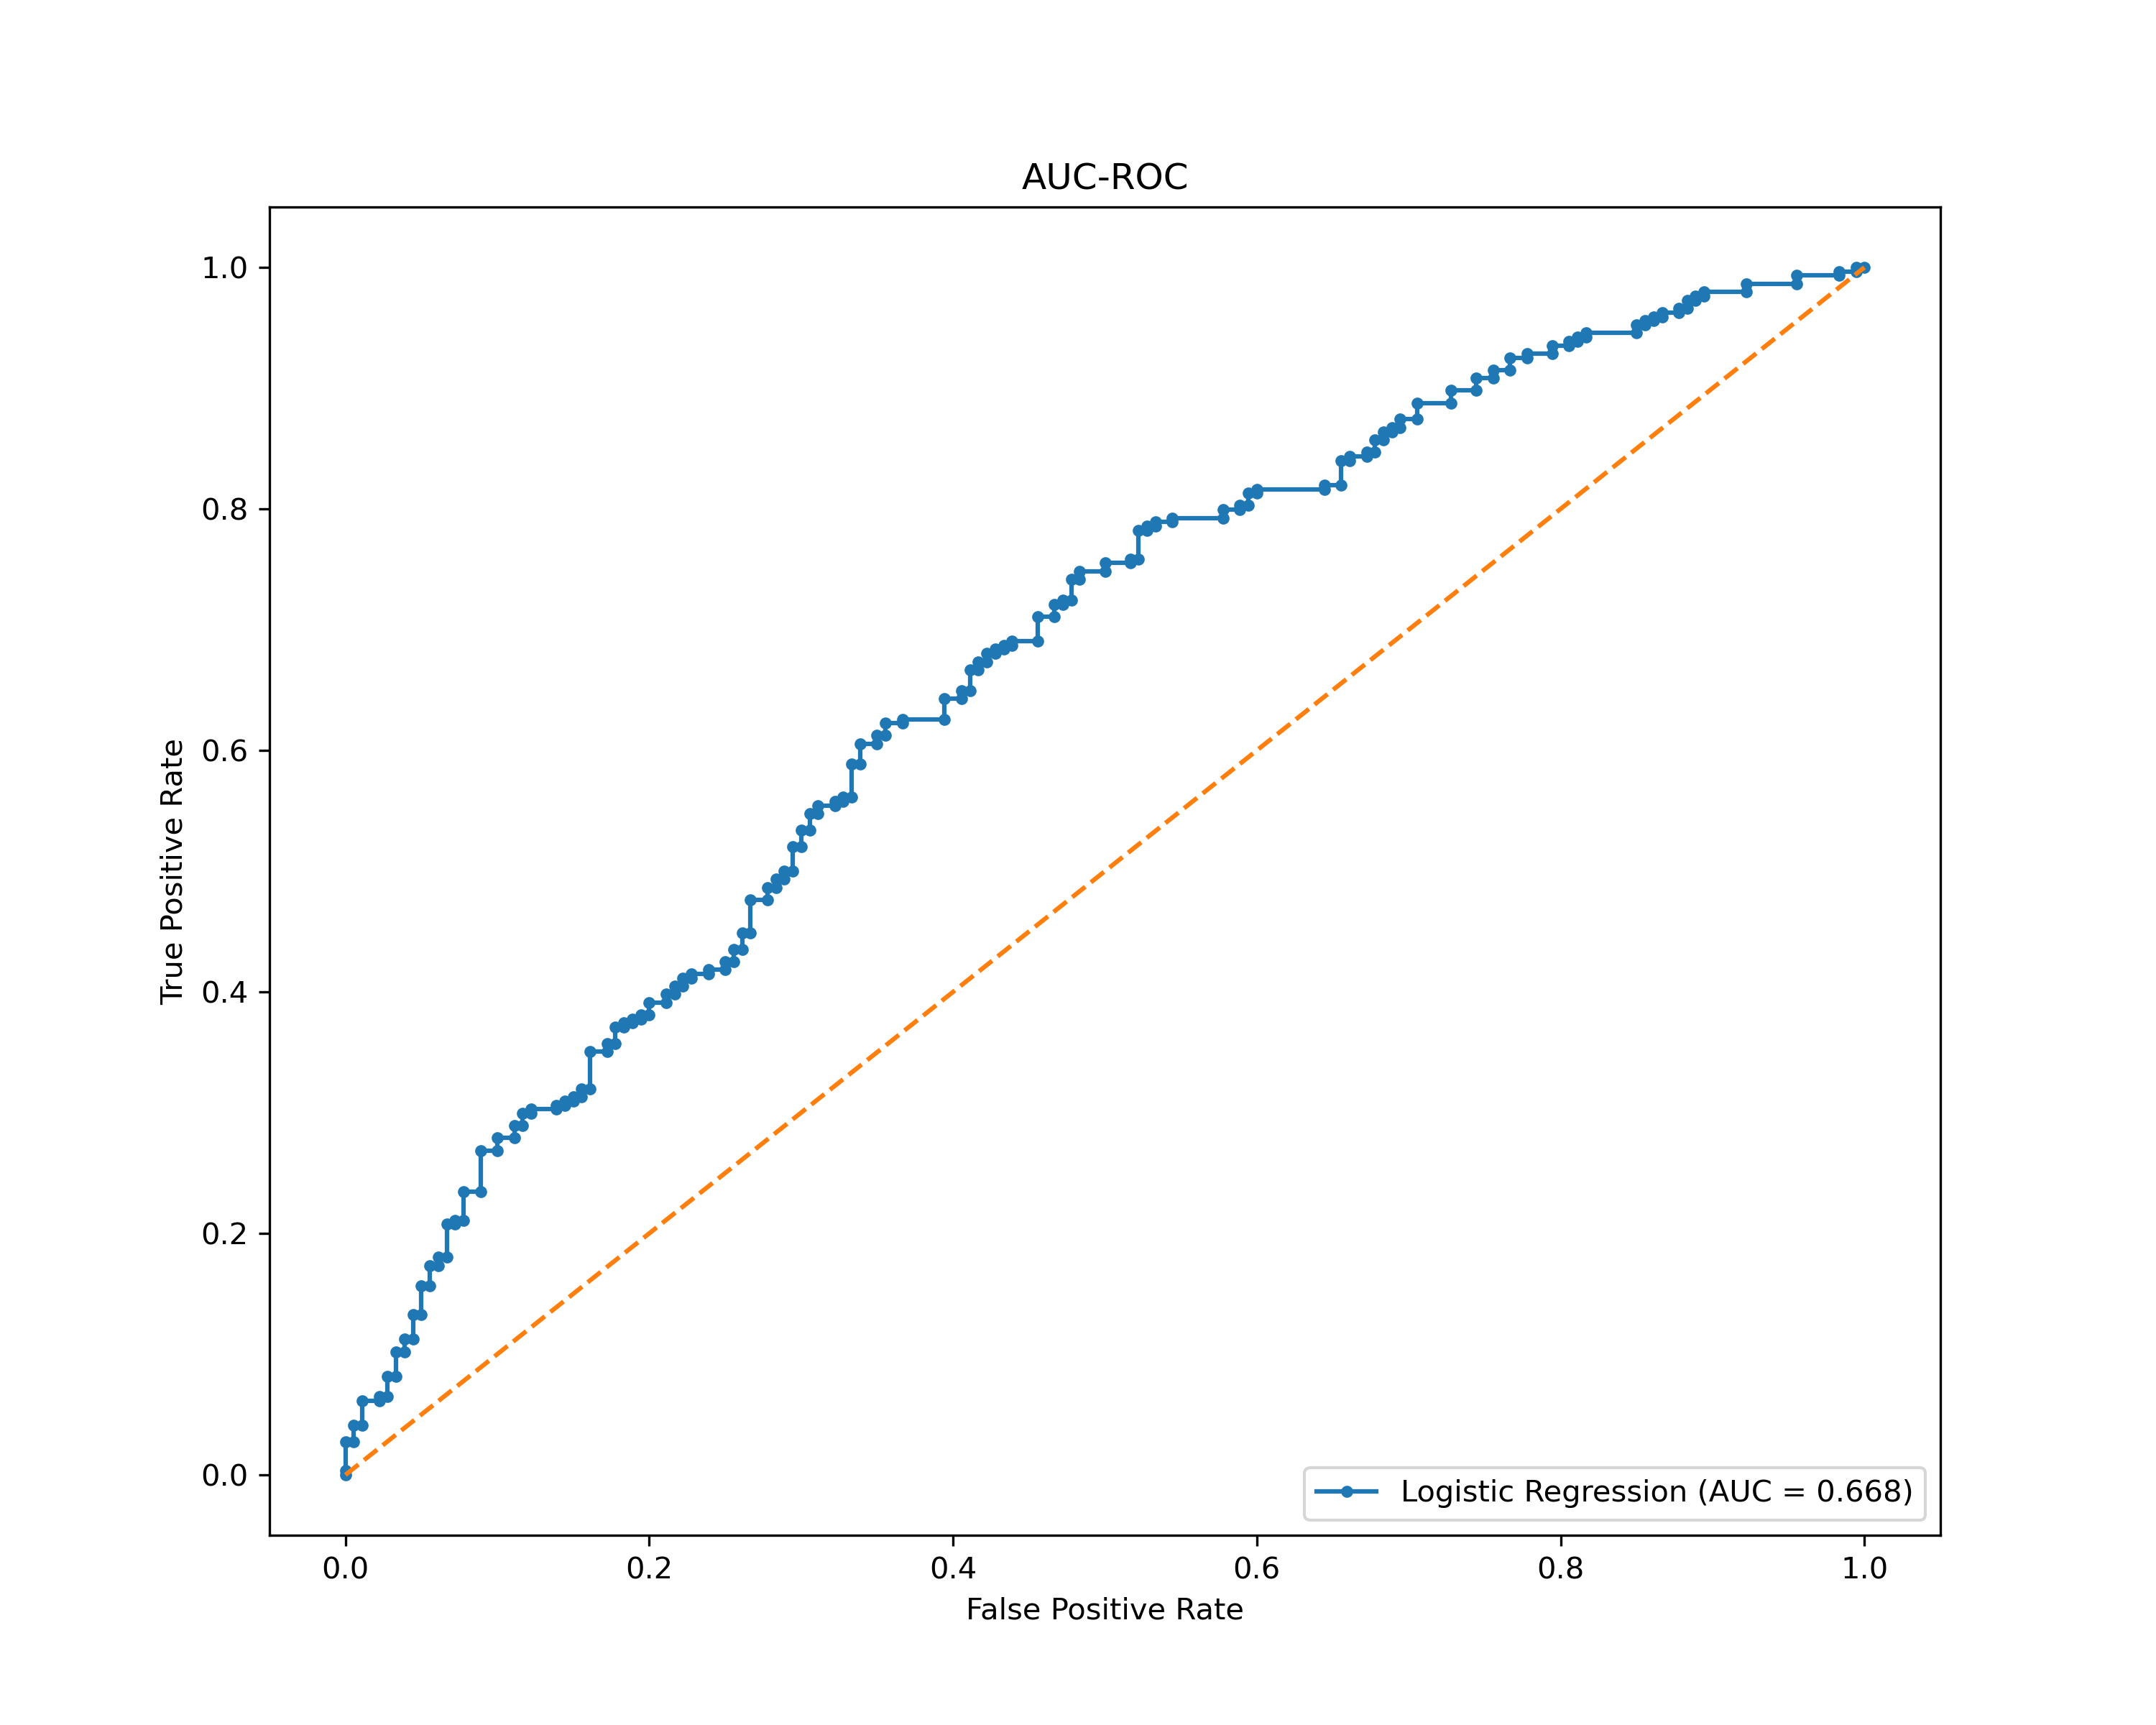 AUC-ROC
1.0
0.8
0.6
0.4
0.2
0.0
True Positive Rate
Logistic Regression (AUC = 0.668)
0.0 0.2 0.4 0.6 0.8 1.0
False Positive Rate